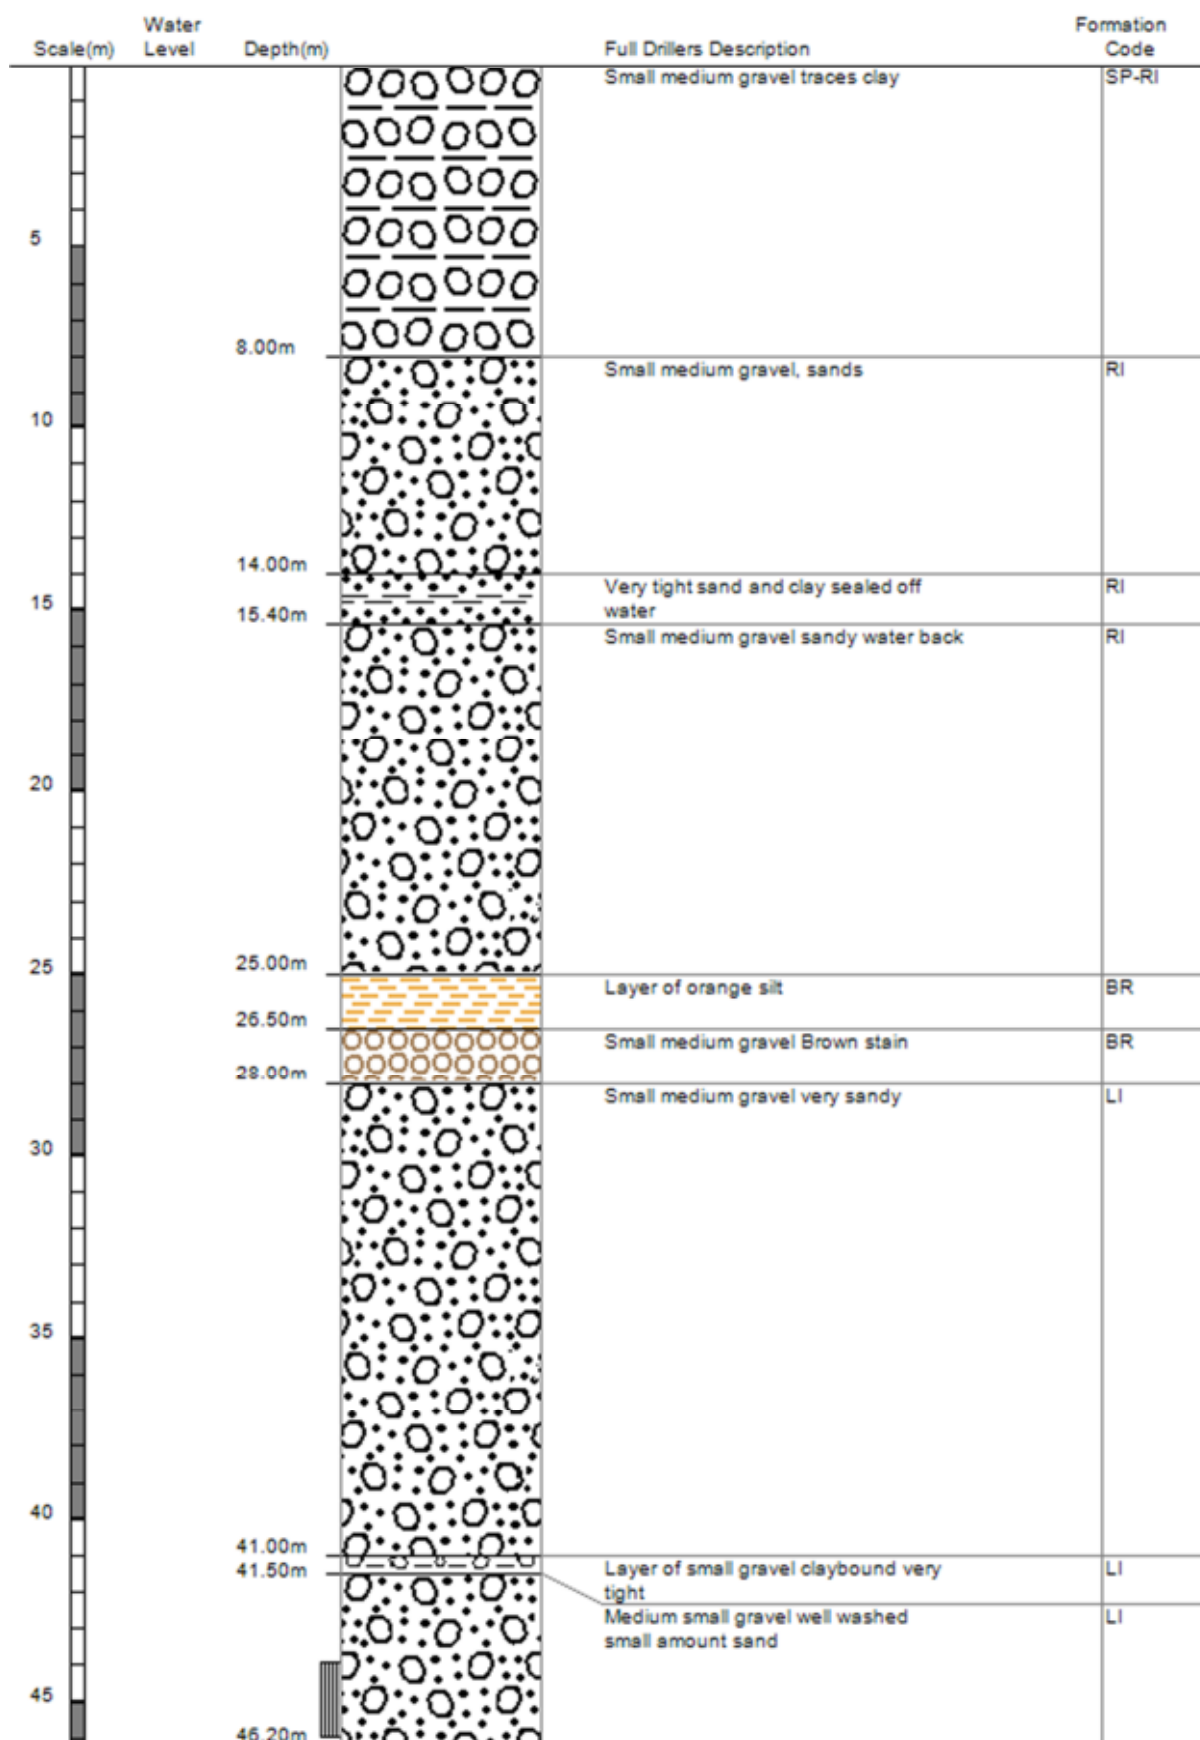 Scale(m) Water Level Depth(m) Full Drillers Description Formation Code
Small medium gravel traces clay SP-RI
5
8.00m
Small medium gravel, sands RI
10
14.00m
Very tight sand and clay sealed off RI
15
water
15.40m
Small medium gravel sandy water back RI
20
25.00m
25
Layer of orange silt BR
26.50m
Small medium gravel Brown stain BR
28.00m
Small medium gravel very sandy LI
30
35
40
41.00m
41.50m
Layer of small gravel claybound very LI
tight
Medium small gravel well washed LI
small amount sand
45
46.20m